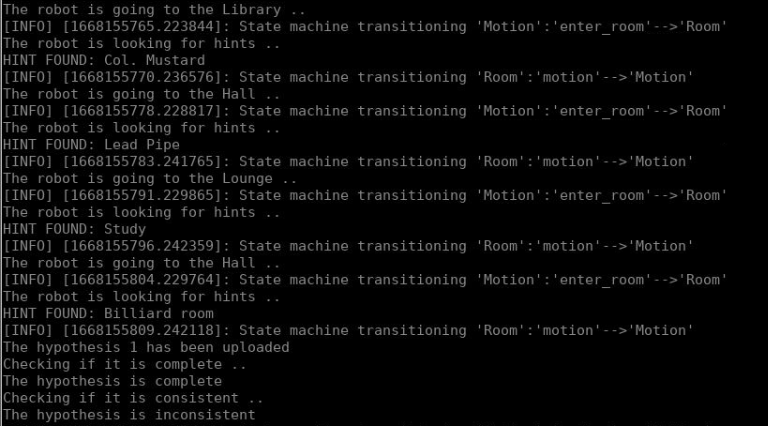 The robot is going to the Library ..
[INFO] [1668155765.223844]: State machine transitioning 'Motion':'enter_room'-->'Room'
The robot is looking for hints ..
HINT FOUND: Col. Mustard
[INFO] [1668155770.236576]: State machine transitioning 'Room':'motion'-->'Motion'
The robot is going to the Hall ..
[INFO] [1668155778.228817]: State machine transitioning 'Motion':'enter_room'-->'Room'
The robot is looking for hints ..
HINT FOUND: Lead Pipe
[INFO] [1668155783.241765]: State machine transitioning 'Room':'motion'-->'Motion'
The robot is going to the Lounge ..
[INFO] [1668155791.229865]: State machine transitioning 'Motion':'enter_room'-->'Room'
The robot is looking for hints ..
HINT FOUND: Study
[INFO] [1668155796.242359]: State machine transitioning 'Room':'motion'-->'Motion'
The robot is going to the Hall ..
[INFO] [1668155804.229764]: State machine transitioning 'Motion':'enter_room'-->'Room'
The robot is looking for hints ..
HINT FOUND: Billiard room
[INFO] [1668155809.242118]: State machine transitioning 'Room':'motion'-->'Motion'
The hypothesis 1 has been uploaded
Checking if it is complete ..
The hypothesis is complete
Checking if it is consistent ..
The hypothesis is inconsistent